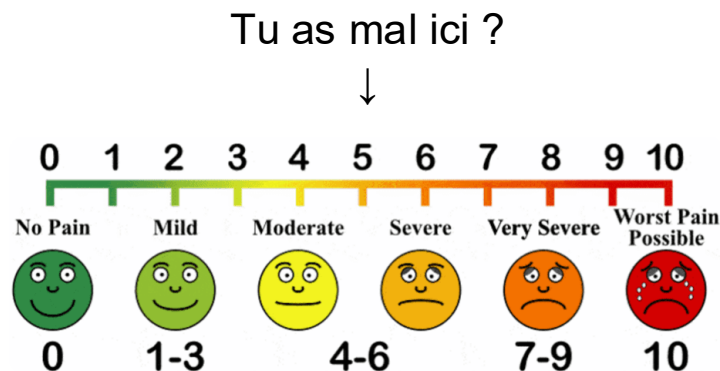 Tu as mal ici ?
↓
0 1 2 3 4 5 6 7 8 9 10
No Pain Mild Moderate Severe Very Severe Worst Pain
Possible
0 1-3 4-6 7-9 10